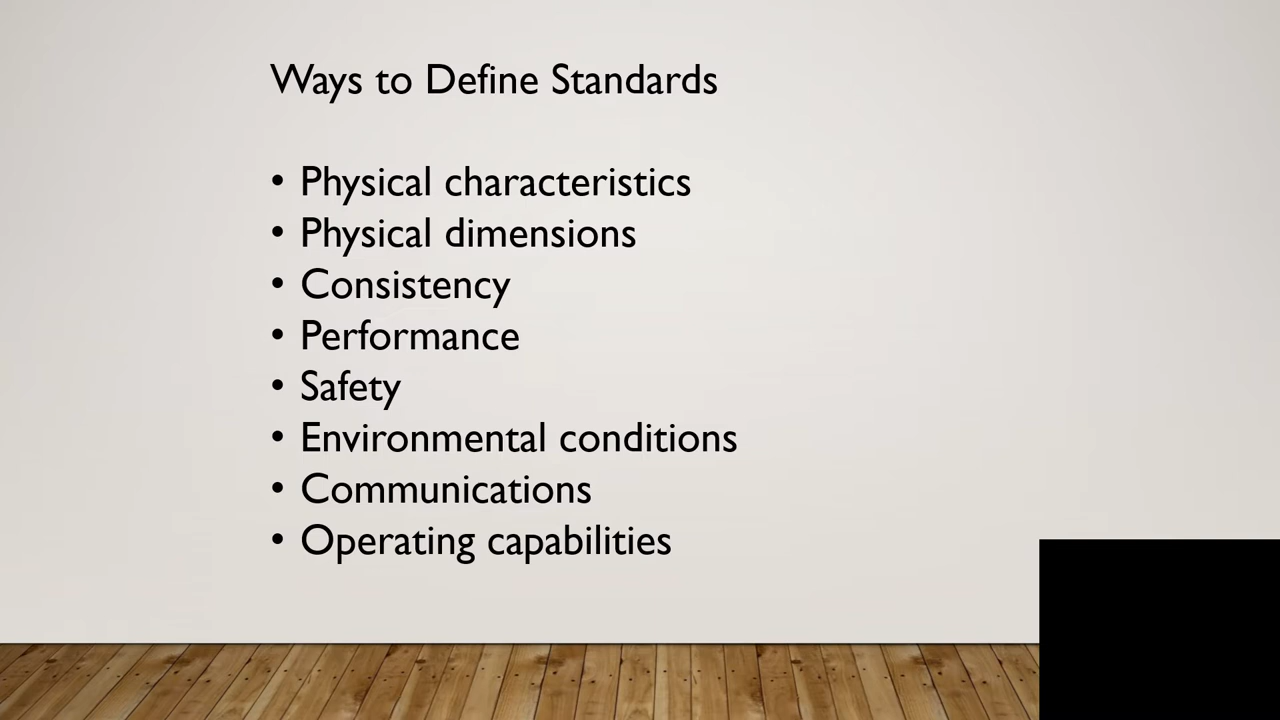 Ways to Define Standards
• Physical characteristics
• Physical dimensions
• Consistency
• Performance
• Safety
• Environmental conditions
• Communications
• Operating capabilities